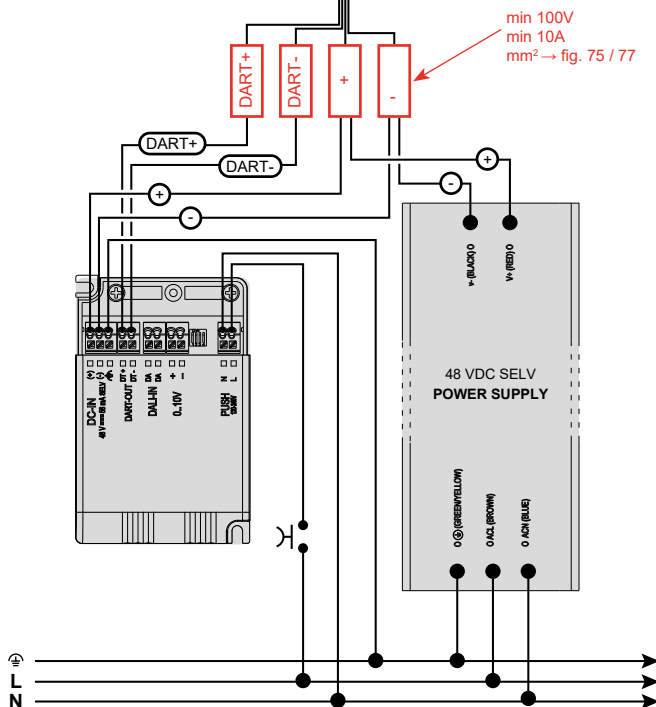 min 100V
min 10A
mm² → fig. 75 / 77
DART+
DART-
+
-
DART+
DART-
+
-
+
-
V- (BLACK) O
V+ (RED) O
48 VDC SELV
POWER SUPPLY
O ⏚ (GREEN/YELLOW)
O ACL (BROWN)
O ACN (BLUE)
(+)
(-)
DC-IN
DT+
DT-
DART-OUT
DA
DA
DALI-IN
+
-
0..10V
N
L
PUSH
L
N